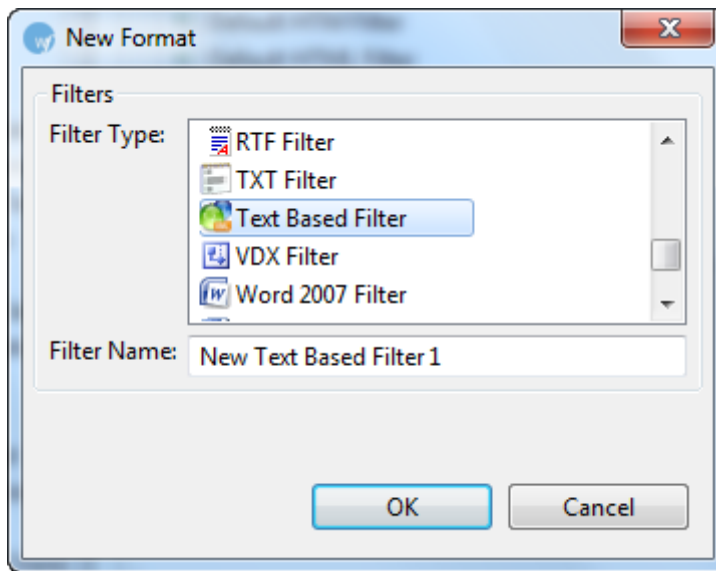 New Format
Filters
Filter Type:
RTF Filter
TXT Filter
Text Based Filter
VDX Filter
Word 2007 Filter
Filter Name:
New Text Based Filter 1
OK
Cancel